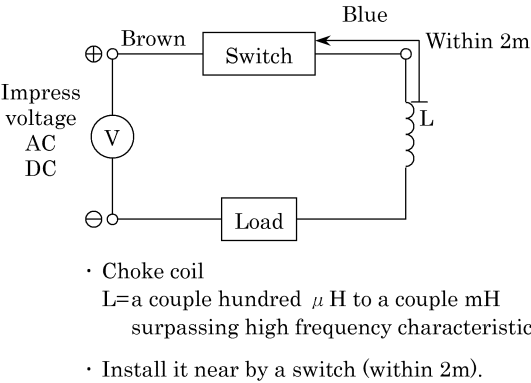 Blue
Brown
Switch
Within 2m
Impress
voltage
AC
DC
⊕
V
L
⊖
Load
・Choke coil
L=a couple hundred μH to a couple mH
surpassing high frequency characteristic
・Install it near by a switch (within 2m).